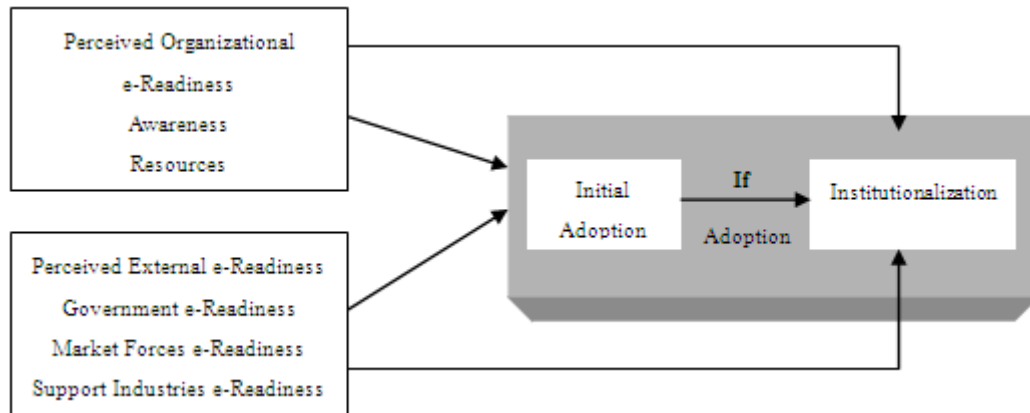 Perceived Organizational
e-Readiness
Awareness
Resources
Perceived External e-Readiness
Government e-Readiness
Market Forces e-Readiness
Support Industries e-Readiness
Initial
Adoption
If
Adoption
Institutionalization